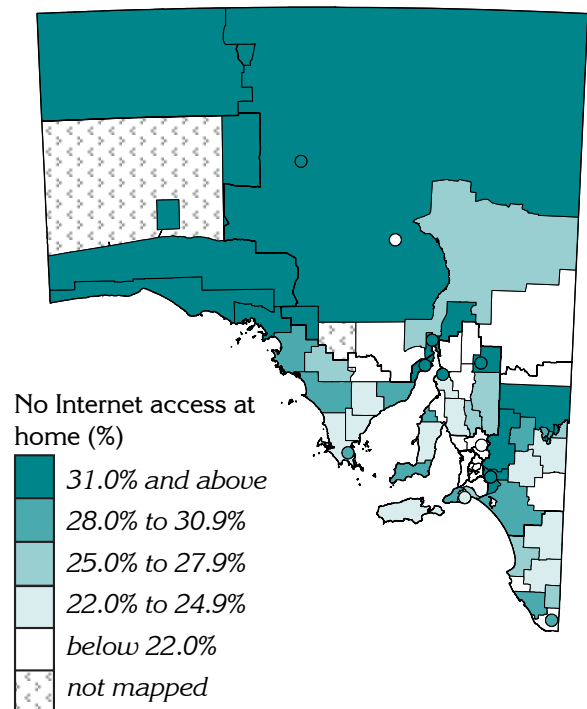 No Internet access at
home (%)
31.0% and above
28.0% to 30.9%
25.0% to 27.9%
22.0% to 24.9%
below 22.0%
not mapped